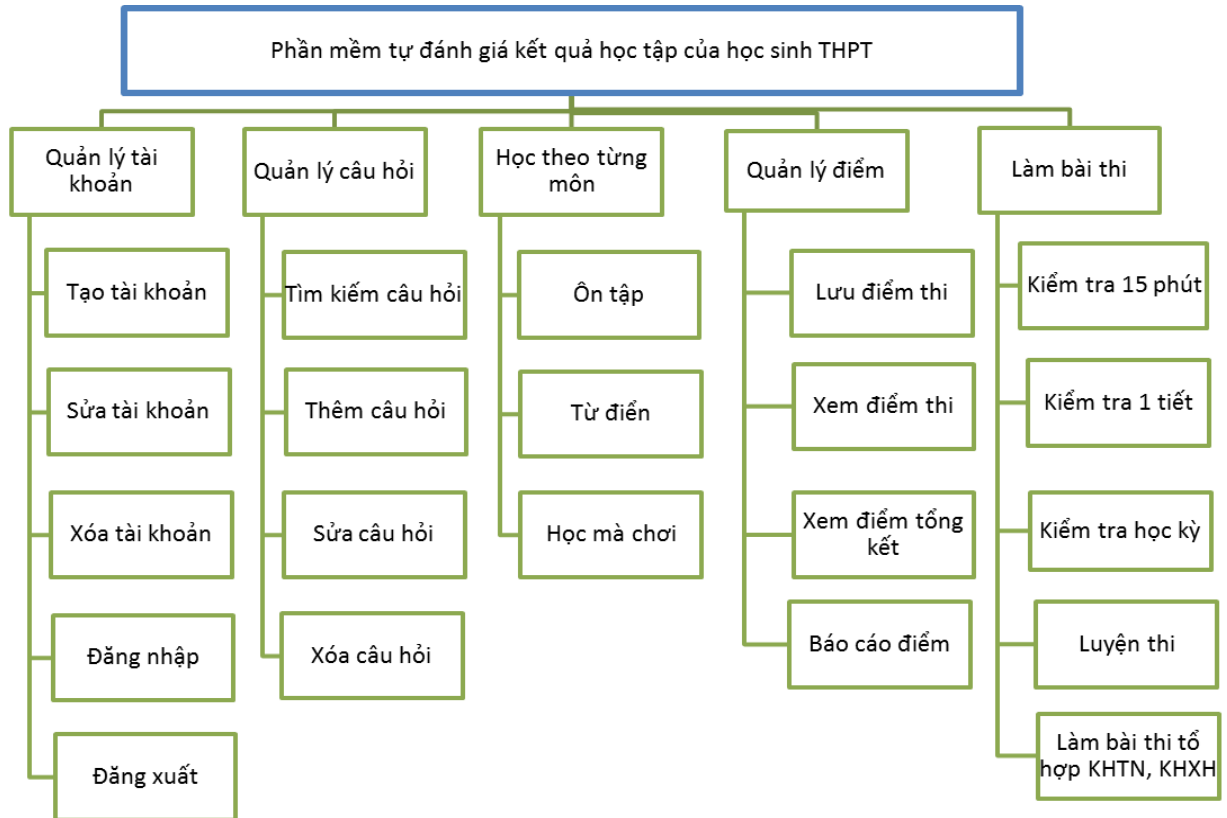 Phần mềm tự đánh giá kết quả học tập của học sinh THPT
Quản lý tài
khoản
Tạo tài khoản
Sửa tài khoản
Xóa tài khoản
Đăng nhập
Đăng xuất
Quản lý câu hỏi
Tìm kiếm câu hỏi
Thêm câu hỏi
Sửa câu hỏi
Xóa câu hỏi
Học theo từng
môn
Ôn tập
Từ điển
Học mà chơi
Quản lý điểm
Lưu điểm thi
Xem điểm thi
Xem điểm tổng
kết
Báo cáo điểm
Làm bài thi
Kiểm tra 15 phút
Kiểm tra 1 tiết
Kiểm tra học kỳ
Luyện thi
Làm bài thi tổ
hợp KHTN, KHXH